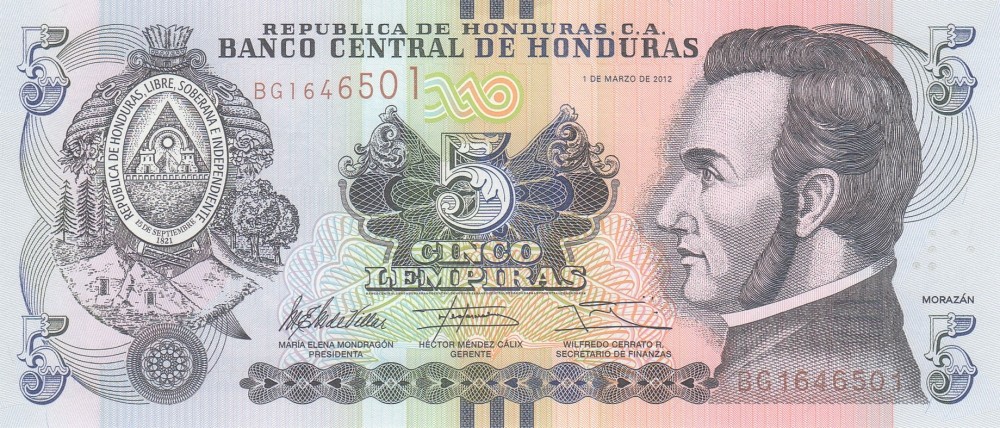 5
REPUBLICA DE HONDURAS, C.A.
BANCO CENTRAL DE HONDURAS
5
BG1646501
1 DE MARZO DE 2012
REPUBLICA DE HONDURAS, LIBRE, SOBERANA E INDEPENDIENTE
15 DE SEPTIEMBRE
1821
5
CINCO
LEMPIRAS
MORAZÁN
5
MARÍA ELENA MONDRAGÓN
PRESIDENTA
HÉCTOR MÉNDEZ CÁLIX
GERENTE
WILFREDO CERRATO R.
SECRETARIO DE FINANZAS
5
BG1646501